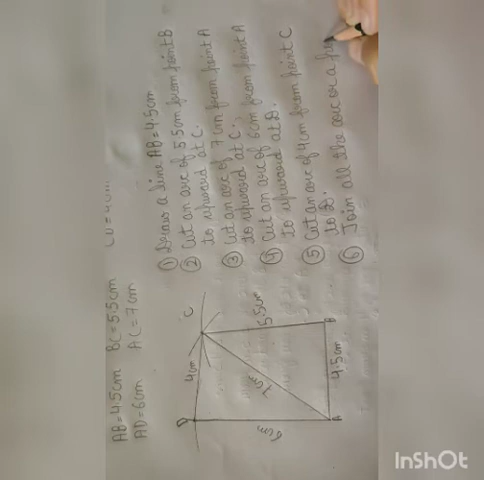 AB=4.5cm BC=5.5cm CD=4cm
AD=6cm AC=7cm
① Draw a line AB=4.5cm
② Cut an arc of 5.5cm from point B
to upward at C.
③ Cut an arc of 7cm from point A
to upward at C.
④ Cut an arc of 6cm from point A
to upward at D.
⑤ Cut an arc of 4cm from point C
to D.
⑥ Join all the arc or a
D
4cm
C
6cm
7cm
5.5cm
A
4.5cm
B
InShOt